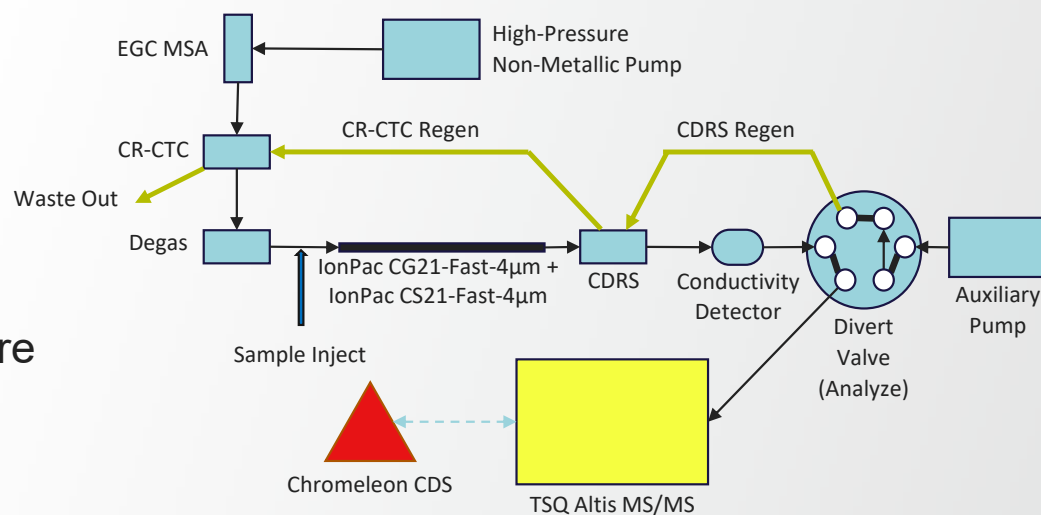 EGC MSA
High-Pressure
Non-Metallic Pump
CR-CTC
CR-CTC Regen
CDRS Regen
Waste Out
Degas
IonPac CG21-Fast-4µm +
IonPac CS21-Fast-4µm
CDRS
Conductivity
Detector
Divert
Valve
(Analyze)
Auxiliary
Pump
re
Sample Inject
Chromeleon CDS
TSQ Altis MS/MS